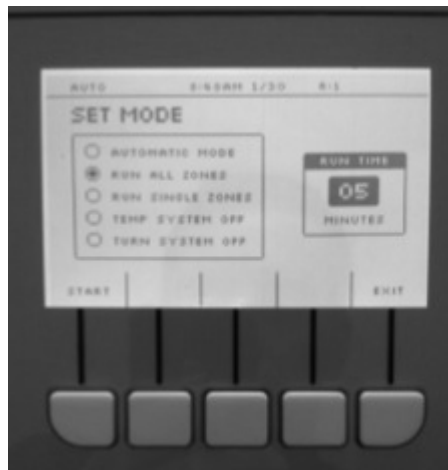 AUTO 8:48AM 1/30 R:1
SET MODE
AUTOMATIC MODE
RUN ALL ZONES
RUN SINGLE ZONES
TEMP SYSTEM OFF
TURN SYSTEM OFF
RUN TIME
05
MINUTES
START EXIT